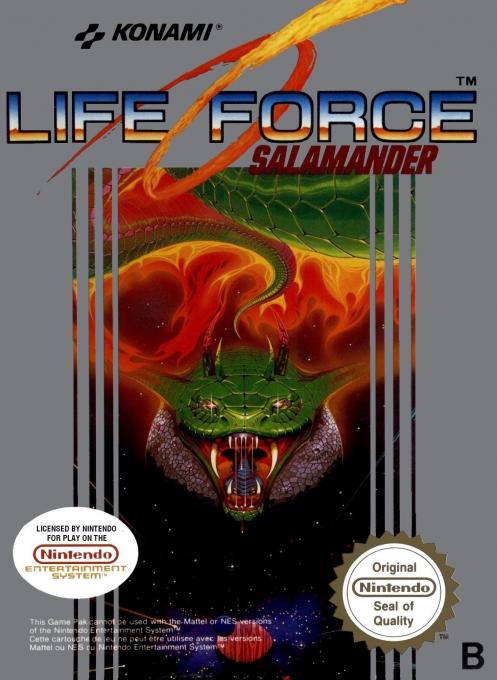 KONAMI®
LIFE FORCE™
SALAMANDER
LICENSED BY NINTENDO
FOR PLAY ON THE
Nintendo
ENTERTAINMENT
SYSTEM™
This Game Pak cannot be used with the Mattel or NES versions
of the Nintendo Entertainment System™
Cette cartouche de jeu ne peut être utilisée avec les versions
Mattel ou NES du Nintendo Entertainment System™
Original
Nintendo
Seal of
Quality
TM
B